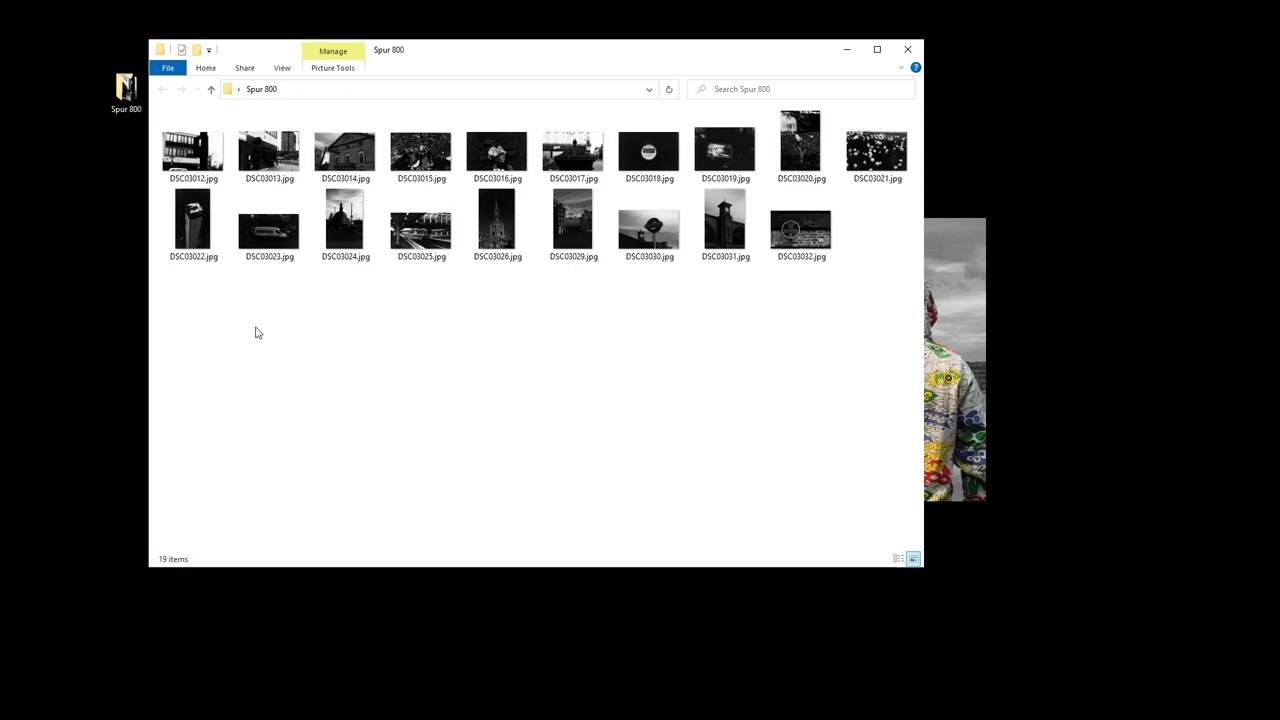 Manage
Spur 800
File
Home
Share
View
Picture Tools
Spur 800
Search Spur 800
Spur 800
DSC03012.jpg
DSC03013.jpg
DSC03014.jpg
DSC03015.jpg
DSC03016.jpg
DSC03017.jpg
DSC03018.jpg
DSC03019.jpg
DSC03020.jpg
DSC03021.jpg
DSC03022.jpg
DSC03023.jpg
DSC03024.jpg
DSC03025.jpg
DSC03026.jpg
DSC03029.jpg
DSC03030.jpg
DSC03031.jpg
DSC03032.jpg
19 items